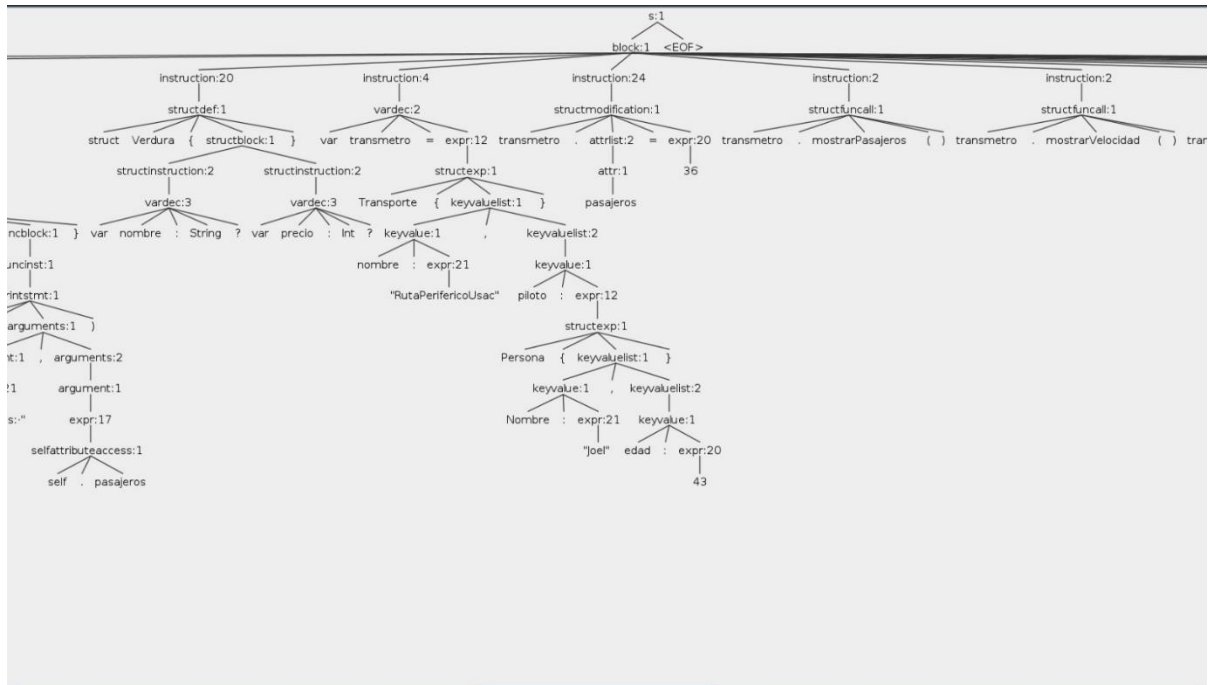 s:1
block:1 <EOF>
instruction:20 instruction:4 instruction:24 instruction:2 instruction:2
structdef:1 vardec:2 structmodification:1 structfuncall:1 structfuncall:1
struct Verdura { structblock:1 } var transmetro = expr:12 transmetro . attrlist:2 = expr:20 transmetro . mostrarPasajeros ( ) transmetro . mostrarVelocidad ( ) tran
structinstruction:2 structinstruction:2 structexp:1 attr:1 36
vardec:3 vardec:3 Transporte { keyvaluelist:1 } pasajeros
ncblock:1 } var nombre : String ? var precio : Int ? keyvalue:1 , keyvaluelist:2
uncinst:1 nombre : expr:21 keyvalue:1
rintstmt:1 "RutaPerifericoUsac" piloto : expr:12
arguments:1 ) structexp:1
nt:1 , arguments:2 Persona { keyvaluelist:1 }
21 argument:1 keyvalue:1 , keyvaluelist:2
s:·" expr:17 Nombre : expr:21 keyvalue:1
selfattributeaccess:1 "Joel" edad : expr:20
self . pasajeros 43